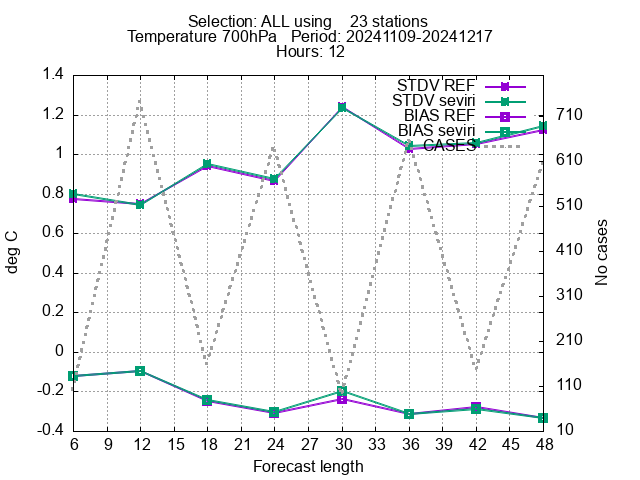 Selection: ALL using    23 stations
Temperature 700hPa   Period: 20241109-20241217
Hours: 12
STDV REF
STDV seviri
BIAS REF
BIAS seviri
CASES
1.4
1.2
1
0.8
0.6
0.4
0.2
0
-0.2
-0.4
deg C
710
610
510
410
310
210
110
10
No cases
6 9 12 15 18 21 24 27 30 33 36 39 42 45 48
Forecast length